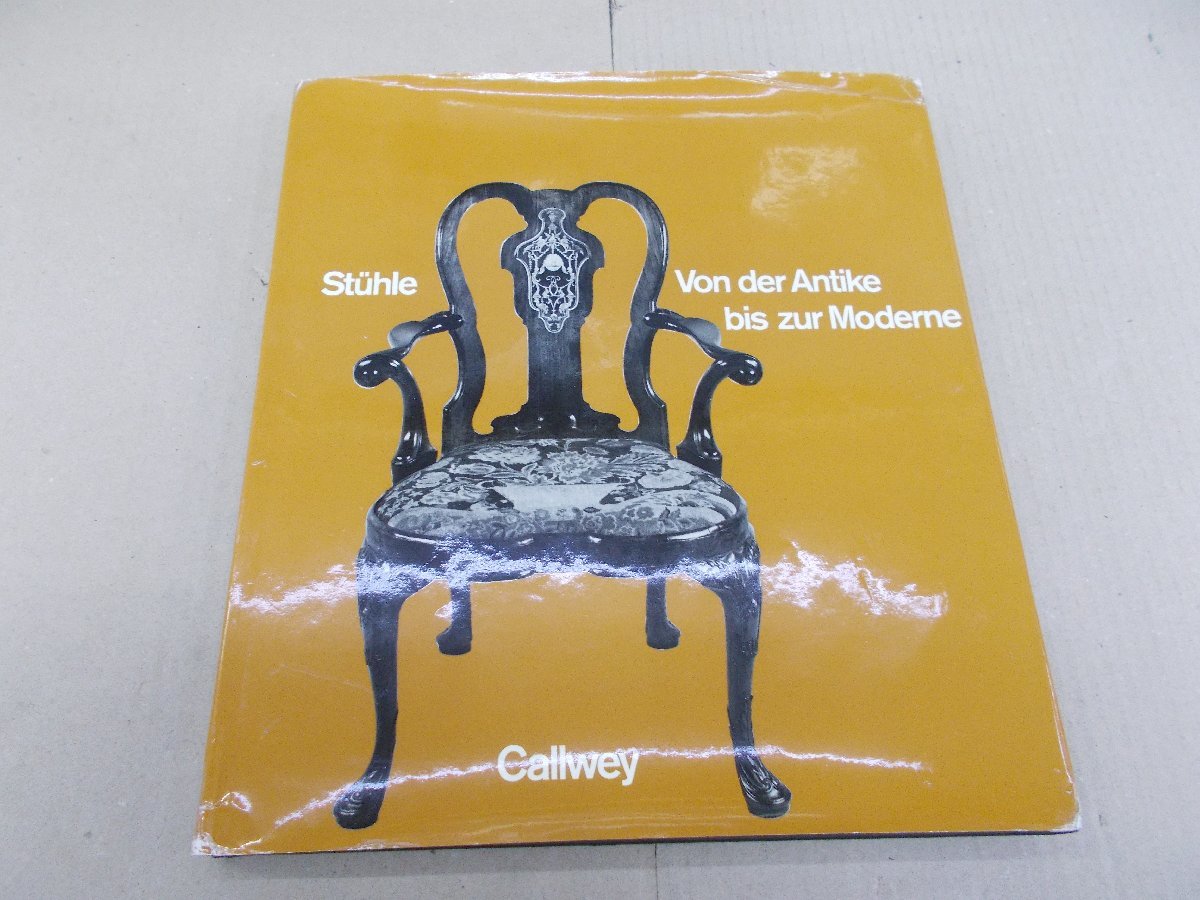 Stühle
Von der Antike
bis zur Moderne
Callwey